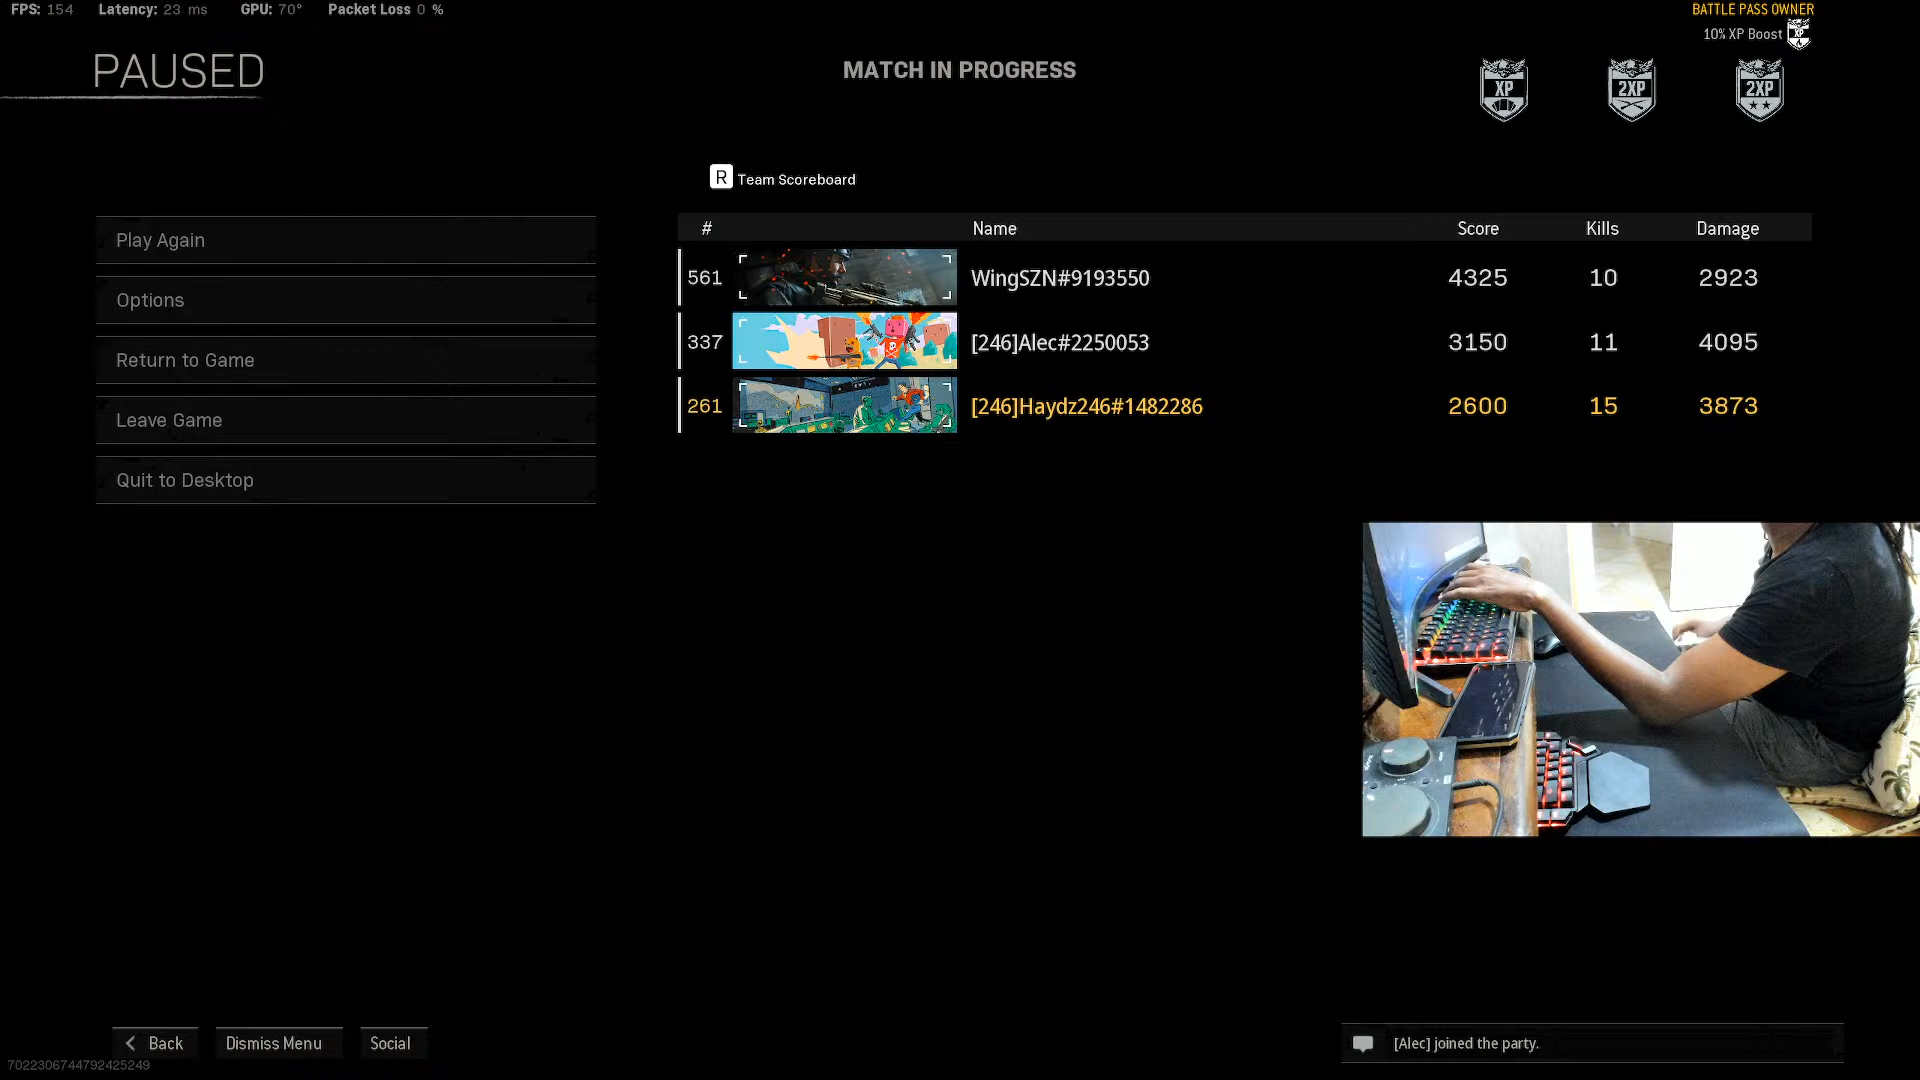 FPS: 154 Latency: 23 ms GPU: 70° Packet Loss 0 %
BATTLE PASS OWNER
10% XP Boost XP
PAUSED
MATCH IN PROGRESS
XP 2XP 2XP
R Team Scoreboard
Play Again
Options
Return to Game
Leave Game
Quit to Desktop
# Name Score Kills Damage
561 WingSZN#9193550 4325 10 2923
337 [246]Alec#2250053 3150 11 4095
261 [246]Haydz246#1482286 2600 15 3873
Back Dismiss Menu Social
[Alec] joined the party.
7022306744792425249